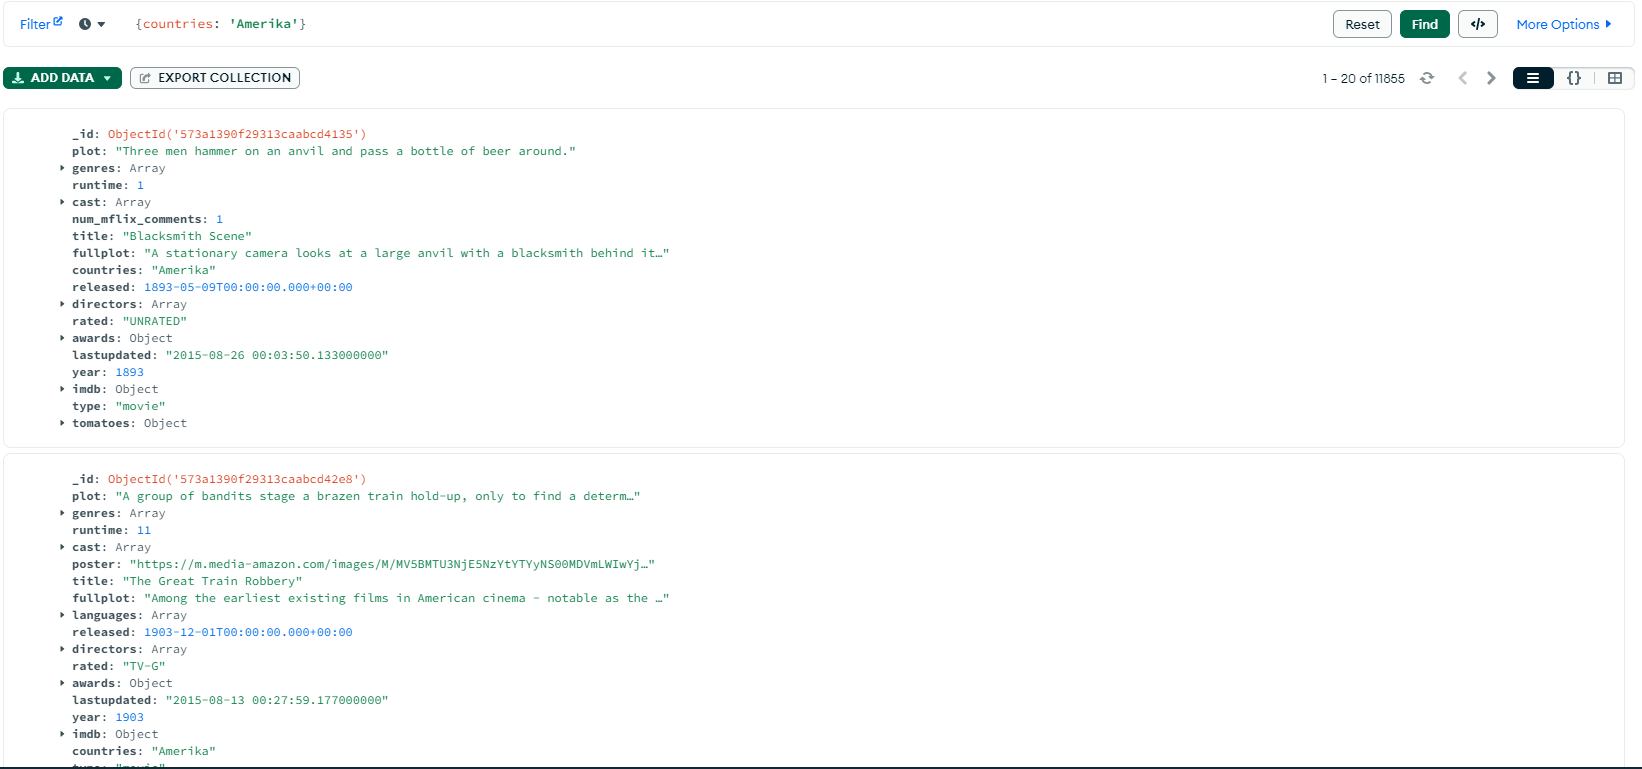 Filter {countries: 'Amerika'} Reset Find </> More Options
ADD DATA EXPORT COLLECTION 1 – 20 of 11855 {}
_id: ObjectId('573a1390f29313caabcd4135')
plot: "Three men hammer on an anvil and pass a bottle of beer around."
genres: Array
runtime: 1
cast: Array
num_mflix_comments: 1
title: "Blacksmith Scene"
fullplot: "A stationary camera looks at a large anvil with a blacksmith behind it…"
countries: "Amerika"
released: 1893-05-09T00:00:00.000+00:00
directors: Array
rated: "UNRATED"
awards: Object
lastupdated: "2015-08-26 00:03:50.133000000"
year: 1893
imdb: Object
type: "movie"
tomatoes: Object
_id: ObjectId('573a1390f29313caabcd42e8')
plot: "A group of bandits stage a brazen train hold-up, only to find a determ…"
genres: Array
runtime: 11
cast: Array
poster: "https://m.media-amazon.com/images/M/MV5BMTU3NjE5NzYtYTYyNS00MDVmLWIwYj…"
title: "The Great Train Robbery"
fullplot: "Among the earliest existing films in American cinema - notable as the …"
languages: Array
released: 1903-12-01T00:00:00.000+00:00
directors: Array
rated: "TV-G"
awards: Object
lastupdated: "2015-08-13 00:27:59.177000000"
year: 1903
imdb: Object
countries: "Amerika"
type: "movie"